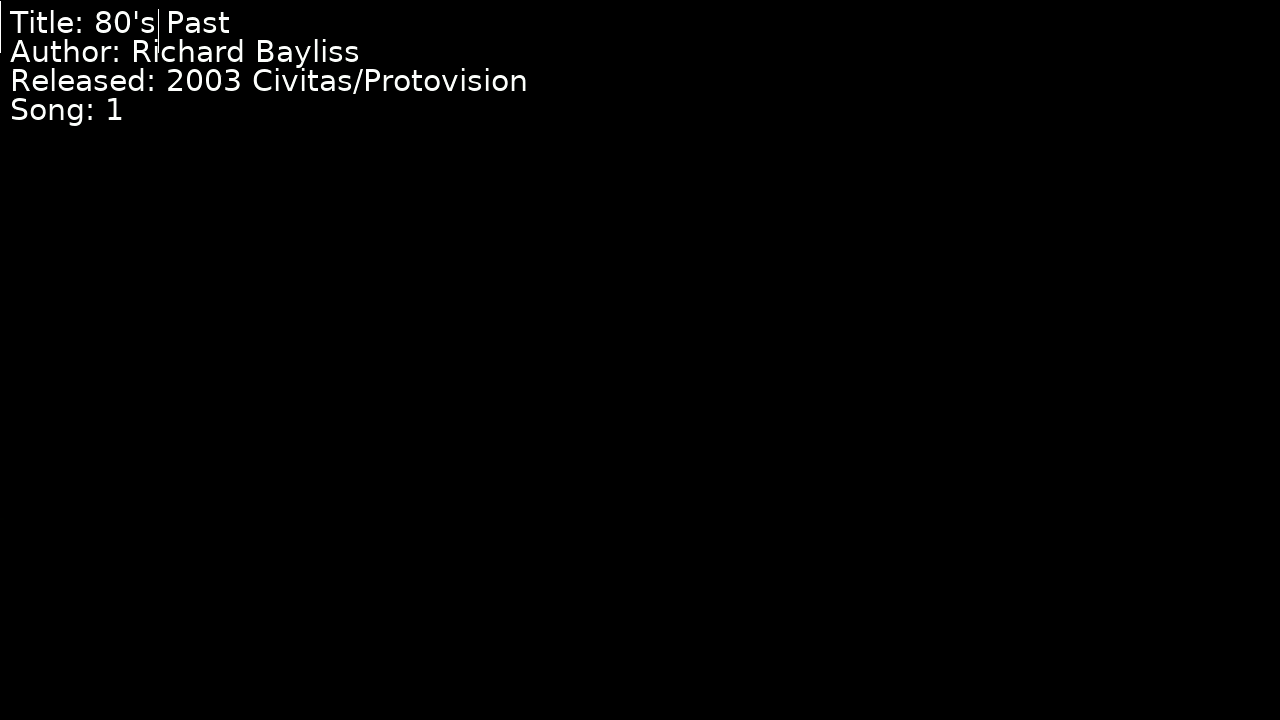 Title: 80's Past
Author: Richard Bayliss
Released: 2003 Civitas/Protovision
Song: 1